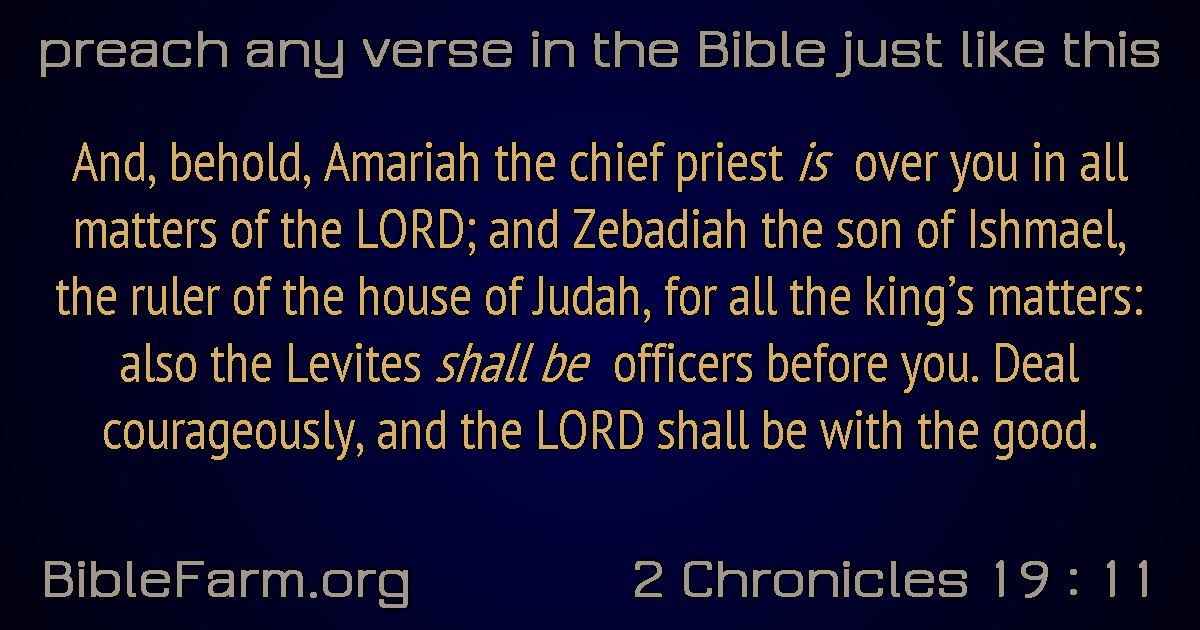 preach any verse in the Bible just like this
And, behold, Amariah the chief priest is over you in all
matters of the LORD; and Zebadiah the son of Ishmael,
the ruler of the house of Judah, for all the king’s matters:
also the Levites shall be officers before you. Deal
courageously, and the LORD shall be with the good.
BibleFarm.org 2 Chronicles 19 : 11